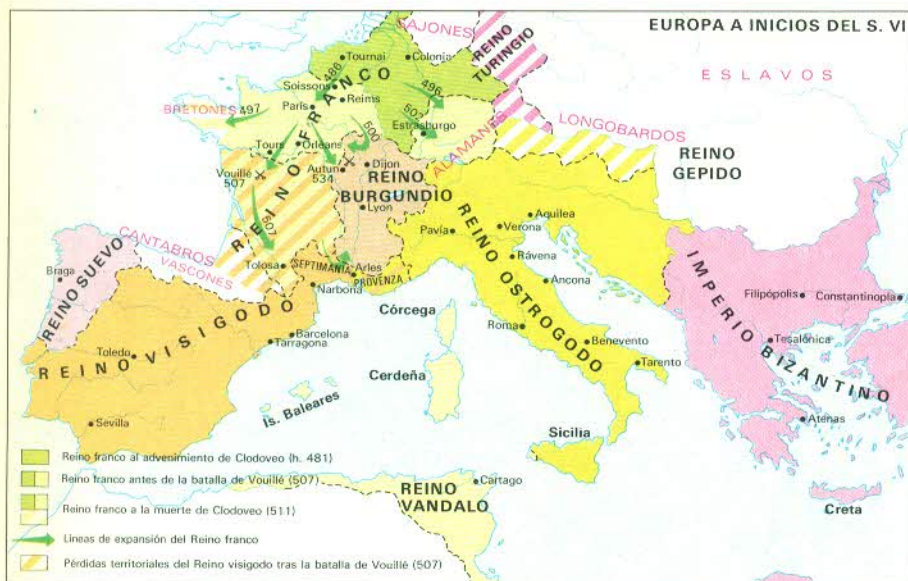 EUROPA A INICIOS DEL S. VI
SAJONES
REINO TURINGIO
ESLAVOS
Tournai
Colonia
486
Soissons
Reims
496
París
497
BRETONES
507
500
Estrasburgo
LONGOBARDOS
ALAMANES
REINO GEPIDO
REINO FRANCO
Tours
Orleáns
Vouillé
507
Autun
534
Dijon
REINO
BURGUNDIO
Lyon
507
CANTABROS
VASCONES
Tolosa
SEPTIMANIA
Arles
PROVENZA
Narbona
Pavía
Verona
Aquilea
Rávena
Ancona
REINO OSTROGODO
Roma
Benevento
Tarento
IMPERIO BIZANTINO
Filipópolis
Constantinopla
Tesalónica
Atenas
Creta
REINO SUEVO
Braga
REINO VISIGODO
Barcelona
Tarragona
Toledo
Sevilla
Is. Baleares
Córcega
Cerdeña
Sicilia
REINO
VANDALO
Cartago
Reino franco al advenimiento de Clodoveo (h. 481)
Reino franco antes de la batalla de Vouillé (507)
Reino franco a la muerte de Clodoveo (511)
Líneas de expansión del Reino franco
Pérdidas territoriales del Reino visigodo tras la batalla de Vouillé (507)